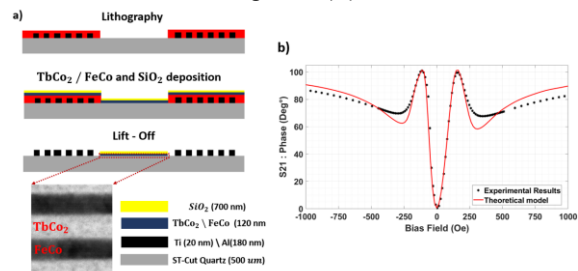 a)
Lithography
TbCo₂ / FeCo and SiO₂ deposition
Lift - Off
TbCo₂
FeCo
SiO₂ (700 nm)
TbCo₂ \ FeCo (120 nm
Ti (20 nm) \ Al(180 nm)
ST-Cut Quartz (500 um)
b)
S21 : Phase (Deg°)
100
80
60
40
20
0
Experimental Results
Theoretical model
-1000 -750 -500 -250 0 250 500 750 1000
Bias Field (Oe)